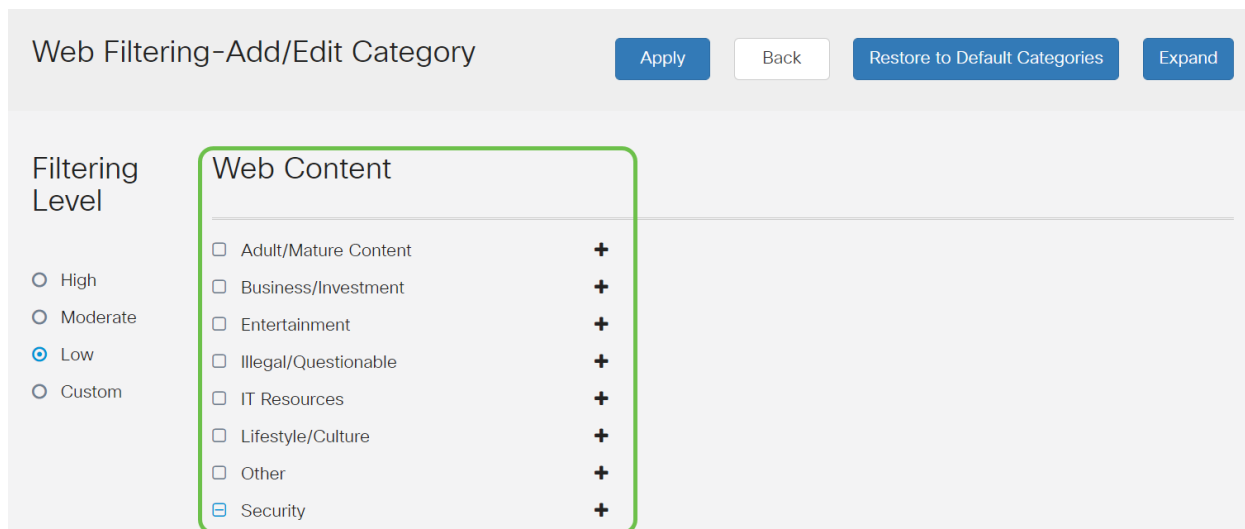 Web Filtering-Add/Edit Category
Apply
Back
Restore to Default Categories
Expand
Filtering
Level
High
Moderate
Low
Custom
Web Content
Adult/Mature Content
Business/Investment
Entertainment
Illegal/Questionable
IT Resources
Lifestyle/Culture
Other
Security